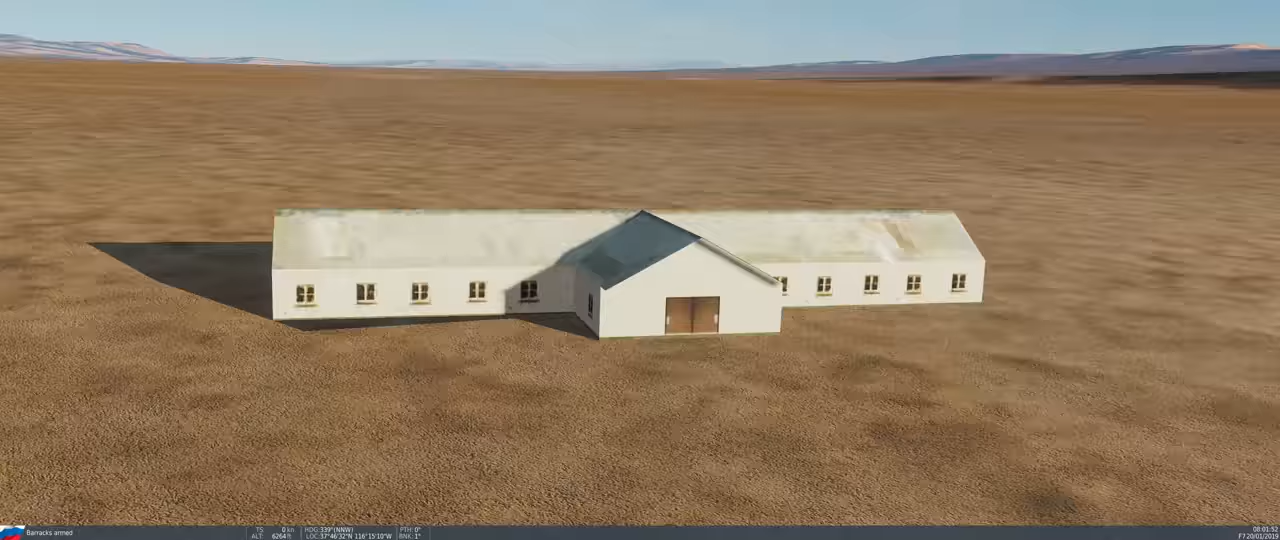 Barracks armed
TS: 0 kn
ALT: 6264 ft
HDG: 339°(NNW)
LOC: 37°46'32"N 116°15'10"W
PTH: 0°
BNK: 1°
08:01:52
F7 20/01/2019